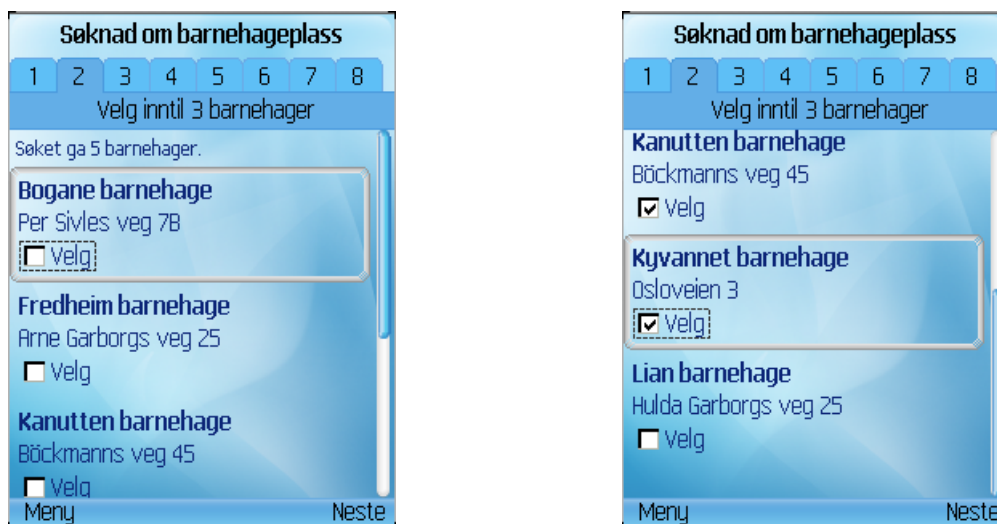 Søknad om barnehageplass
1 2 3 4 5 6 7 8
Velg inntil 3 barnehager
Søket ga 5 barnehager.
Bogane barnehage
Per Sivles veg 7B
Velg
Fredheim barnehage
Arne Garborgs veg 25
Velg
Kanutten barnehage
Böckmanns veg 45
Velg
Meny Neste
Søknad om barnehageplass
1 2 3 4 5 6 7 8
Velg inntil 3 barnehager
Kanutten barnehage
Böckmanns veg 45
Velg
Kyvannet barnehage
Osloveien 3
Velg
Lian barnehage
Hulda Garborgs veg 25
Velg
Meny Neste